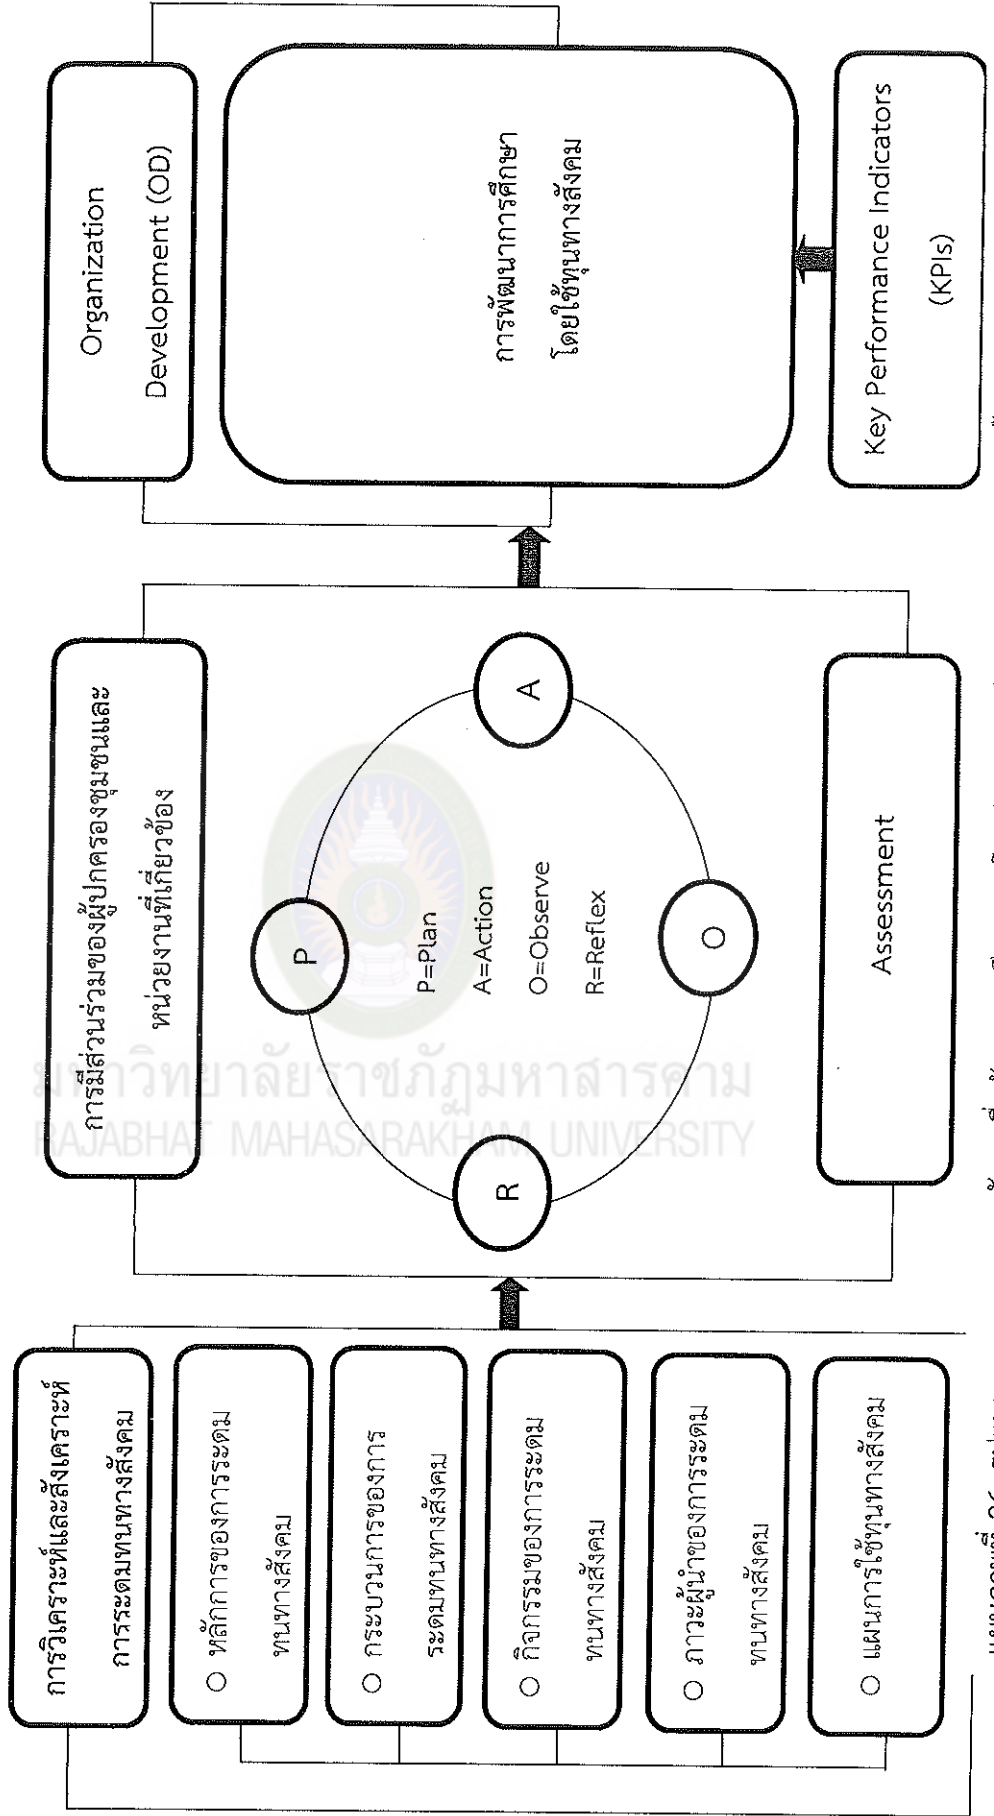 การวิเคราะห์และสังเคราะห์
การระดมทนทางสังคม
○ หลักการของการระดม
ทนทางสังคม
○ กระบวนการของการ
ระดมทนทางสังคม
○ กิจกรรมของการระดม
ทนทางสังคม
○ ภาวะผู้นำของการระดม
ทนทางสังคม
○ แผนการใช้ทุนทางสังคม
การมีส่วนร่วมของผู้ปกครองชุมชนและ
หน่วยงานที่เกี่ยวข้อง
P
A
O
R
P=Plan
A=Action
O=Observe
R=Reflex
Assessment
Organization
Development (OD)
การพัฒนาการศึกษา
โดยใช้ทุนทางสังคม
Key Performance Indicators
(KPIs)
มหาวิทยาลัยราชภัฏมหาสารคาม
RAJABHAT MAHASARAKHAM UNIVERSITY